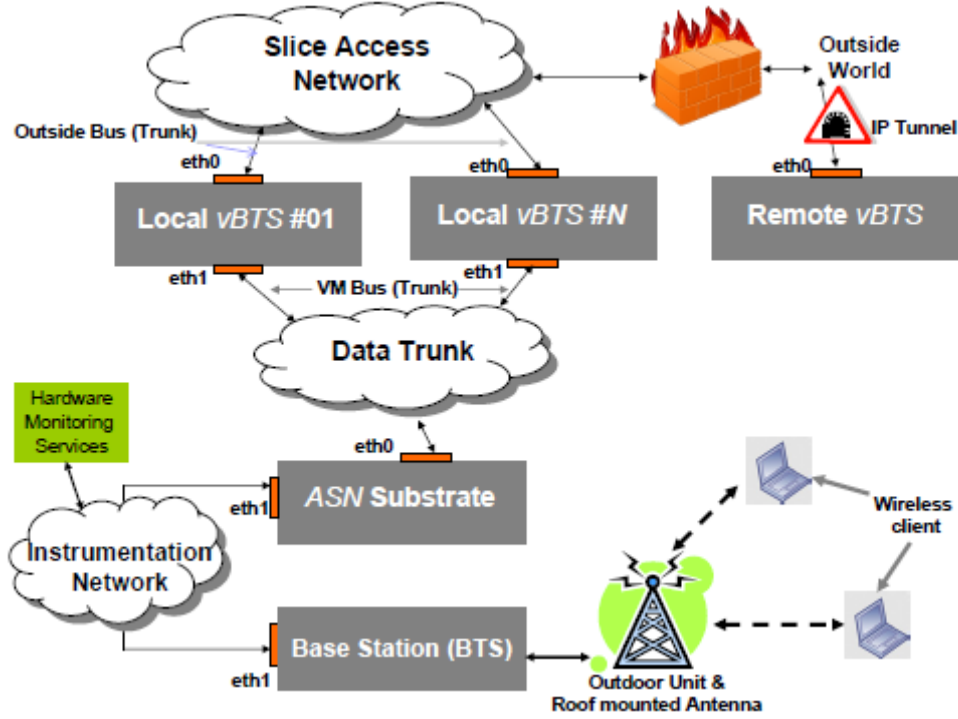 Slice Access
Network
Outside
World
IP Tunnel
Outside Bus (Trunk)
eth0
eth0
eth0
Local vBTS #01
Local vBTS #N
Remote vBTS
eth1
eth1
VM Bus (Trunk)
Data Trunk
Hardware
Monitoring
Services
eth0
ASN Substrate
eth1
Instrumentation
Network
Wireless
client
Base Station (BTS)
eth1
Outdoor Unit &
Roof mounted Antenna